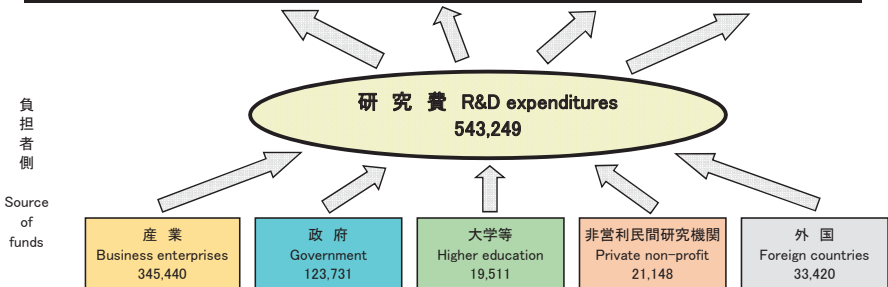 研 究 費 R&D expenditures
543,249
負
担
者
側
Source
of
funds
産 業
Business enterprises
345,440
政 府
Government
123,731
大学等
Higher education
19,511
非営利民間研究機関
Private non-profit
21,148
外 国
Foreign countries
33,420